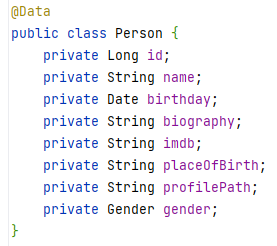 @Data
public class Person {
    private Long id;
    private String name;
    private Date birthday;
    private String biography;
    private String imdb;
    private String placeOfBirth;
    private String profilePath;
    private Gender gender;
}